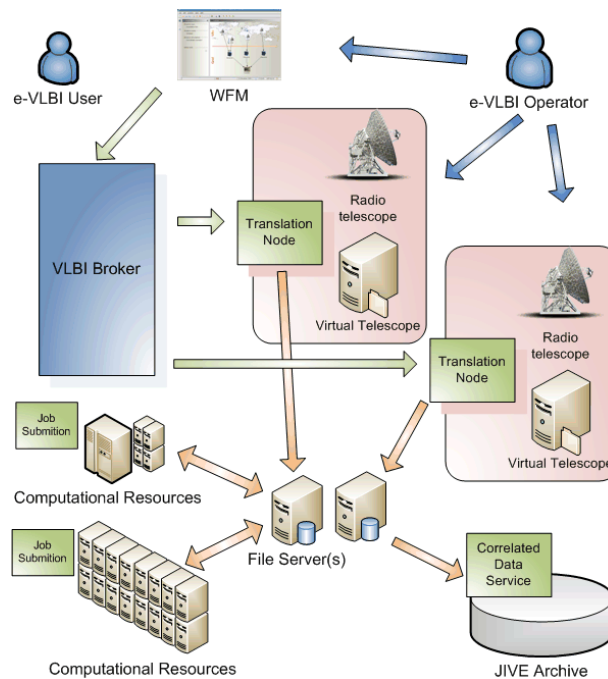 e-VLBI User
WFM
e-VLBI Operator
VLBI Broker
Translation
Node
Radio
telescope
Virtual Telescope
Translation
Node
Radio
telescope
Virtual Telescope
Job
Submition
Computational Resources
Job
Submition
Computational Resources
File Server(s)
Correlated
Data
Service
JIVE Archive